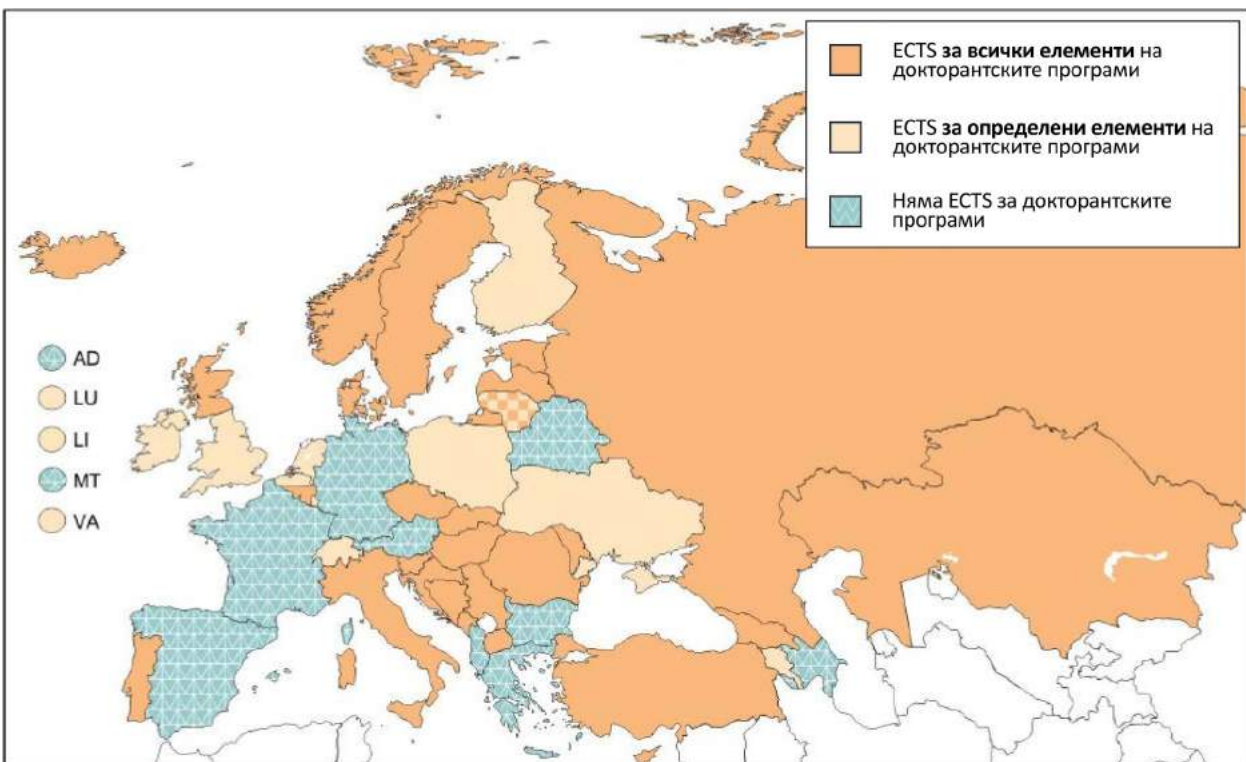 ECTS за всички елементи на
докторантските програми
ECTS за определени елементи на
докторантските програми
Няма ECTS за докторантските
програми
AD
LU
LI
MT
VA